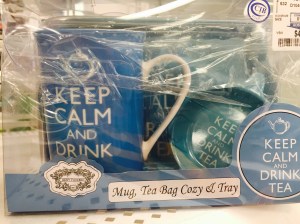 KEEP
CALM
AND
DRINK
KEEP
CALM
AND
DRINK
TEA
KEEP
CALM
AND
DRINK
TEA
Mug, Tea Bag Cozy & Tray